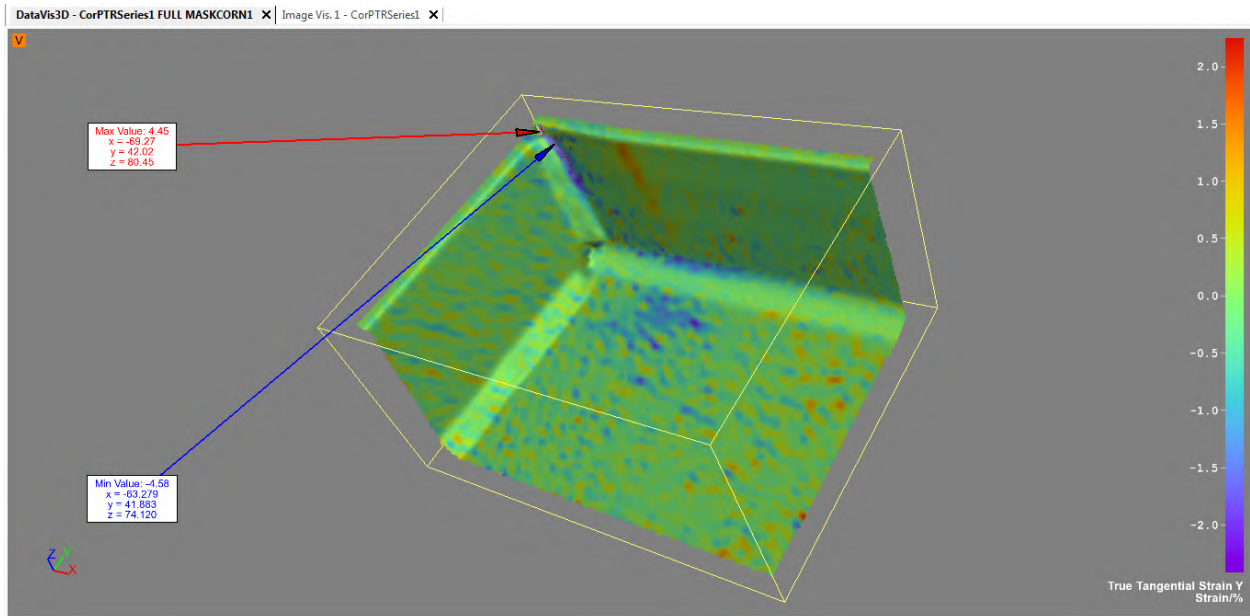 DataVis3D - CorPTRSeries1 FULL MASKCORN1 X Image Vis. 1 - CorPTRSeries1 X
V
Max Value: 4.45
x = -69.27
y = 42.02
z = 80.45
Min Value: -4.58
x = -63.279
y = 41.883
z = 74.120
Z Y X
2.0
1.5
1.0
0.5
0.0
-0.5
-1.0
-1.5
-2.0
True Tangential Strain Y
Strain/%